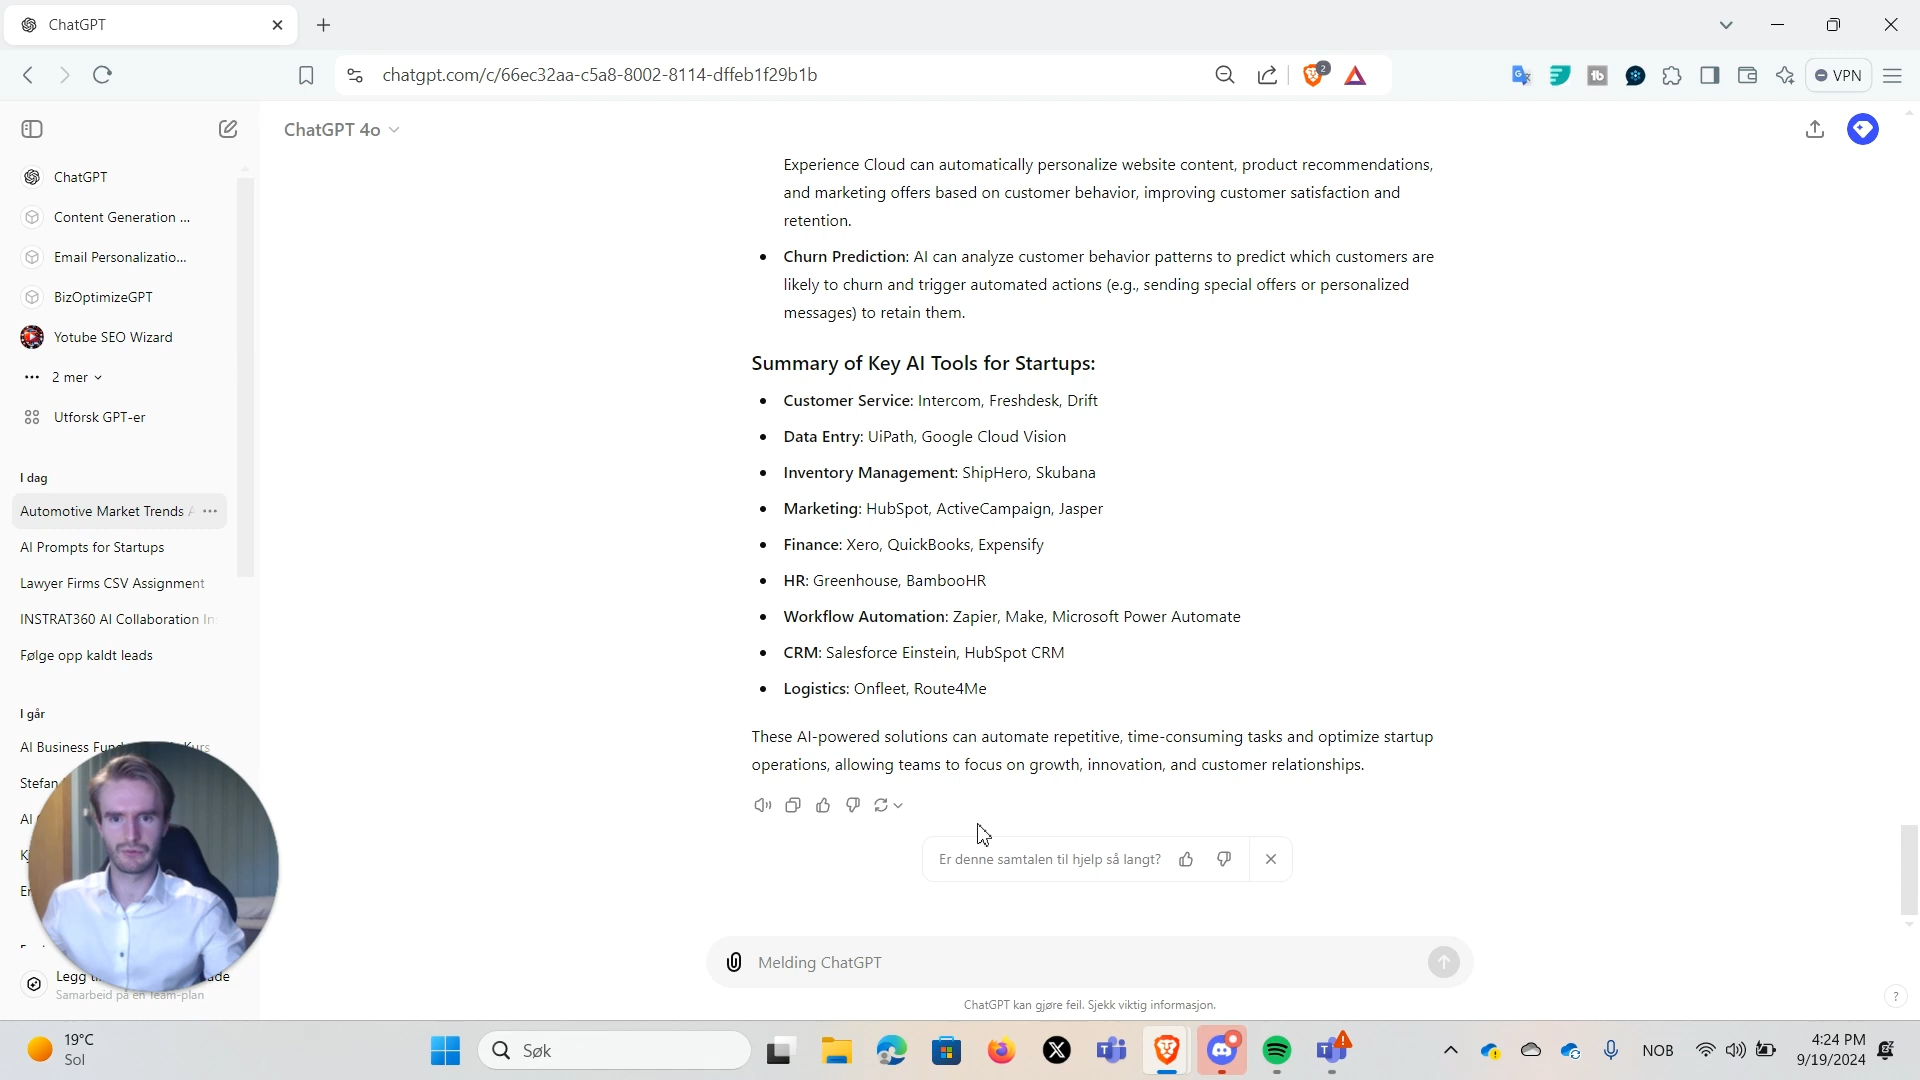 ChatGPT
chatgpt.com/c/66ec32aa-c5a8-8002-8114-dffeb1f29b1b
2
VPN
ChatGPT 4o
ChatGPT
Content Generation ...
Email Personalizatio...
BizOptimizeGPT
Yotube SEO Wizard
2 mer
Utforsk GPT-er
I dag
Automotive Market Trends
AI Prompts for Startups
Lawyer Firms CSV Assignment
INSTRAT360 AI Collaboration In
Følge opp kaldt leads
I går
AI Business Kurs
Stefan
AI
Legg
Samarbeid på en Team-plan
Experience Cloud can automatically personalize website content, product recommendations,
and marketing offers based on customer behavior, improving customer satisfaction and
retention.
• Churn Prediction: AI can analyze customer behavior patterns to predict which customers are
likely to churn and trigger automated actions (e.g., sending special offers or personalized
messages) to retain them.
Summary of Key AI Tools for Startups:
• Customer Service: Intercom, Freshdesk, Drift
• Data Entry: UiPath, Google Cloud Vision
• Inventory Management: ShipHero, Skubana
• Marketing: HubSpot, ActiveCampaign, Jasper
• Finance: Xero, QuickBooks, Expensify
• HR: Greenhouse, BambooHR
• Workflow Automation: Zapier, Make, Microsoft Power Automate
• CRM: Salesforce Einstein, HubSpot CRM
• Logistics: Onfleet, Route4Me
These AI-powered solutions can automate repetitive, time-consuming tasks and optimize startup
operations, allowing teams to focus on growth, innovation, and customer relationships.
Er denne samtalen til hjelp så langt?
Melding ChatGPT
ChatGPT kan gjøre feil. Sjekk viktig informasjon.
?
19°C
Sol
Søk
NOB
4:24 PM
9/19/2024